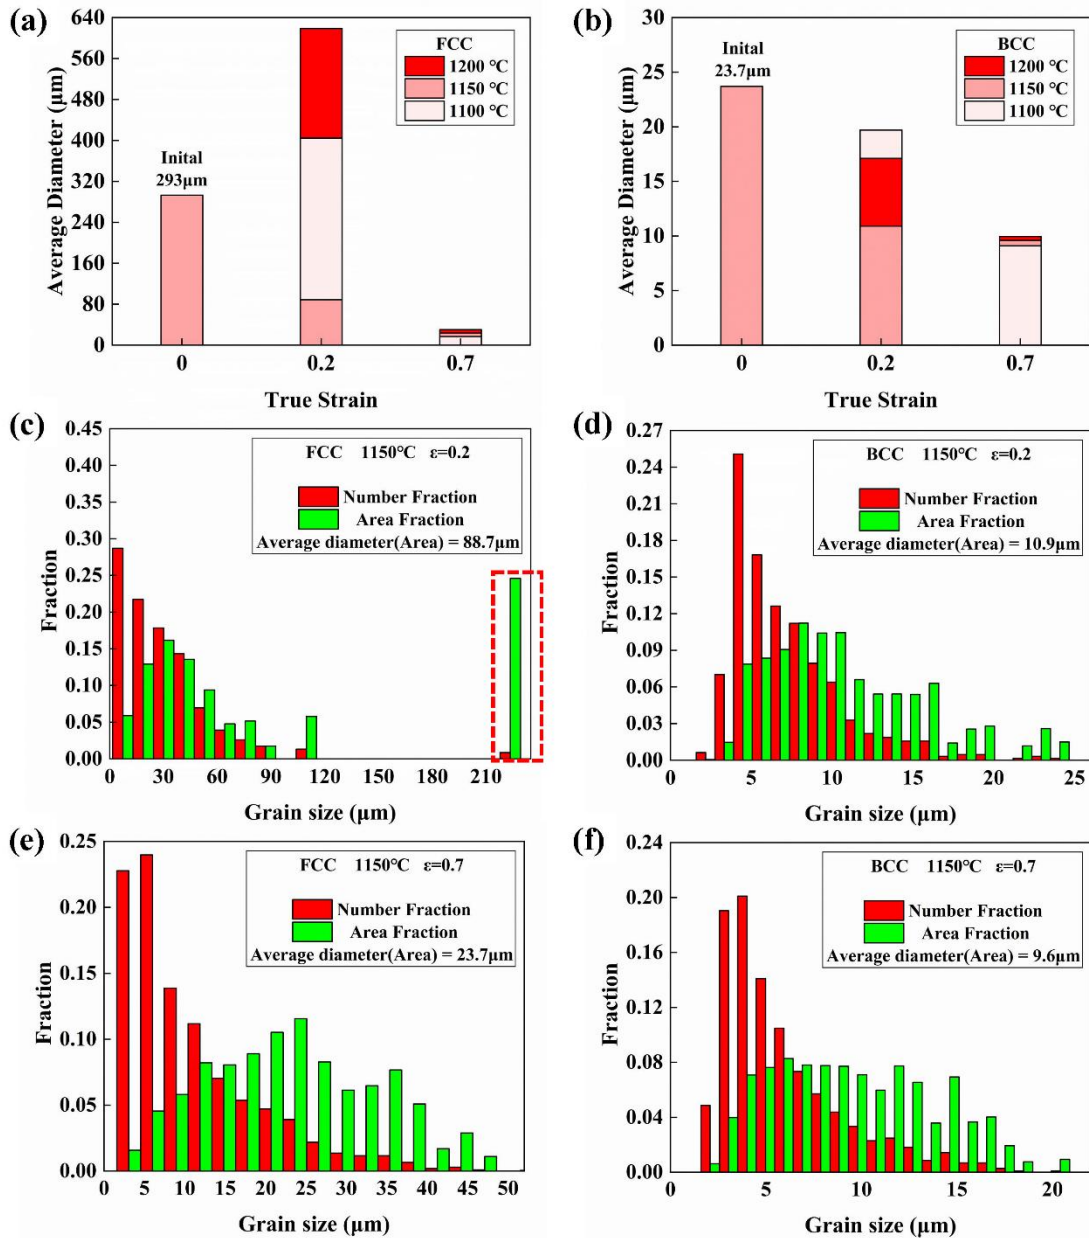 (a)
640
560
480
400
320
240
160
80
0
Average Diameter (μm)
FCC
1200 ℃
1150 ℃
1100 ℃
Inital
293μm
0 0.2 0.7
True Strain
(b)
30
25
20
15
10
5
0
Average Diameter (μm)
BCC
1200 ℃
1150 ℃
1100 ℃
Inital
23.7μm
0 0.2 0.7
True Strain
(c)
0.45
0.40
0.35
0.30
0.25
0.20
0.15
0.10
0.05
0.00
Fraction
FCC 1150℃ ε=0.2
Number Fraction
Area Fraction
Average diameter(Area) = 88.7μm
0 30 60 90 120 150 180 210
Grain size (μm)
(d)
0.27
0.24
0.21
0.18
0.15
0.12
0.09
0.06
0.03
0.00
Fraction
BCC 1150℃ ε=0.2
Number Fraction
Area Fraction
Average diameter(Area) = 10.9μm
0 5 10 15 20 25
Grain size (μm)
(e)
0.25
0.20
0.15
0.10
0.05
0.00
Fraction
FCC 1150℃ ε=0.7
Number Fraction
Area Fraction
Average diameter(Area) = 23.7μm
0 5 10 15 20 25 30 35 40 45 50
Grain size (μm)
(f)
0.24
0.20
0.16
0.12
0.08
0.04
0.00
Fraction
BCC 1150℃ ε=0.7
Number Fraction
Area Fraction
Average diameter(Area) = 9.6μm
0 5 10 15 20
Grain size (μm)